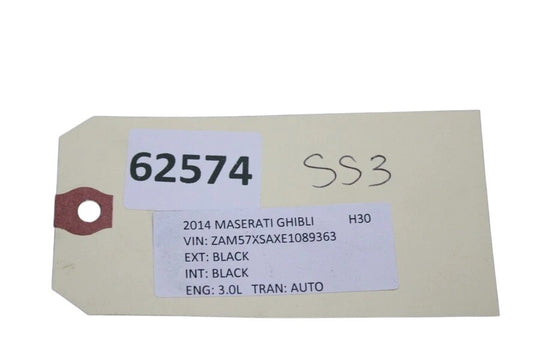 62574
SS3
2014 MASERATI GHIBLI H30
VIN: ZAM57XSAXE1089363
EXT: BLACK
INT: BLACK
ENG: 3.0L TRAN: AUTO